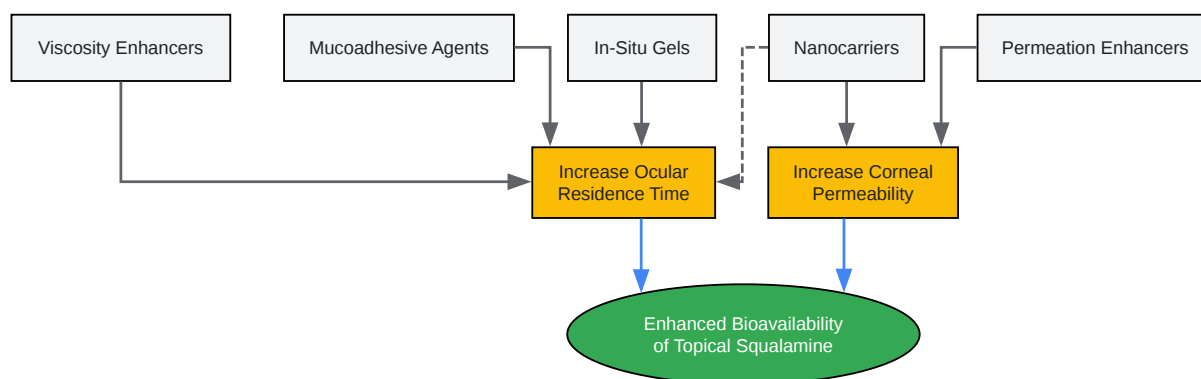 Viscosity Enhancers
Mucoadhesive Agents
In-Situ Gels
Nanocarriers
Permeation Enhancers
Increase Ocular
Residence Time
Increase Corneal
Permeability
Enhanced Bioavailability
of Topical Squalamine